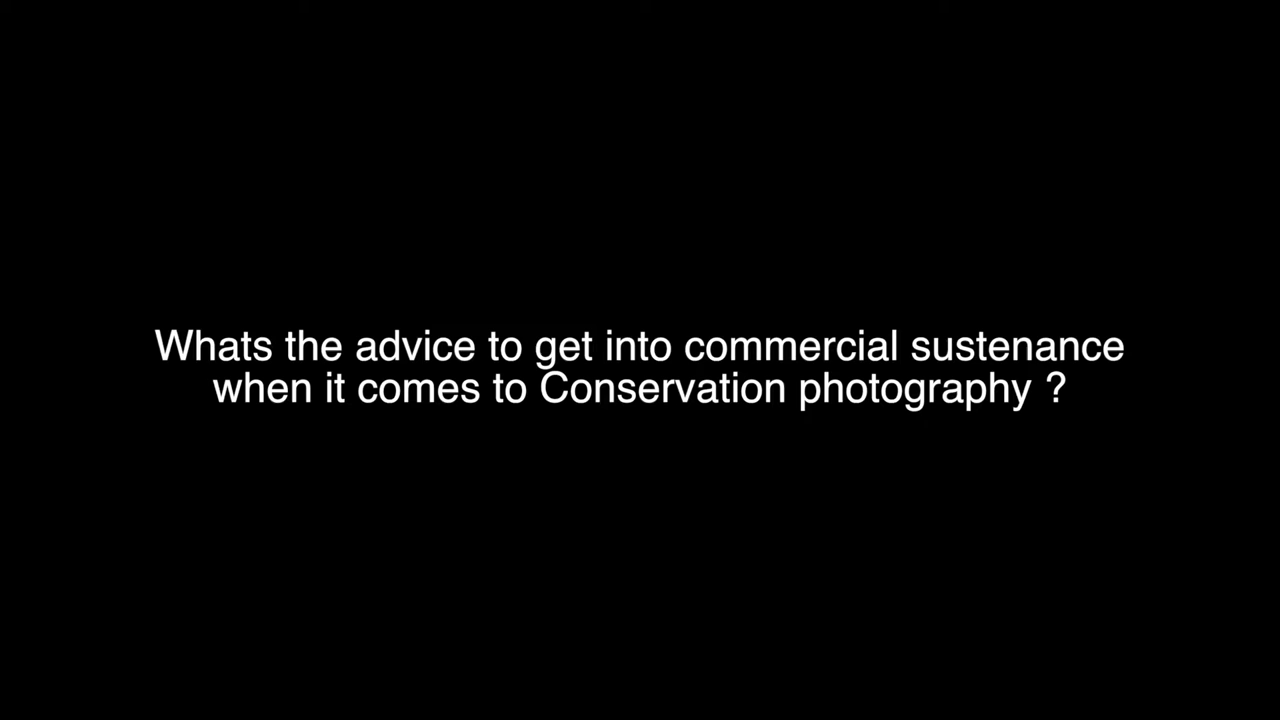 Whats the advice to get into commercial sustenance
when it comes to Conservation photography ?